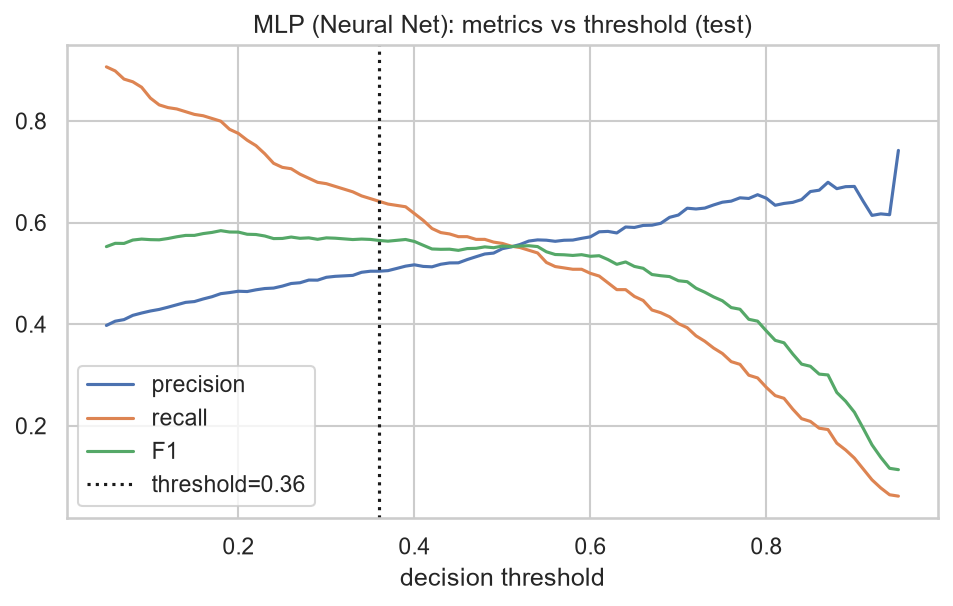 MLP (Neural Net): metrics vs threshold (test)
0.8
0.6
0.4
0.2
precision
recall
F1
threshold=0.36
0.2 0.4 0.6 0.8
decision threshold